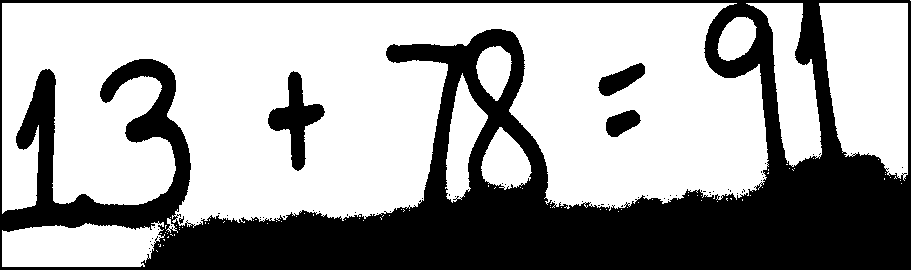 13 + 78 = 91